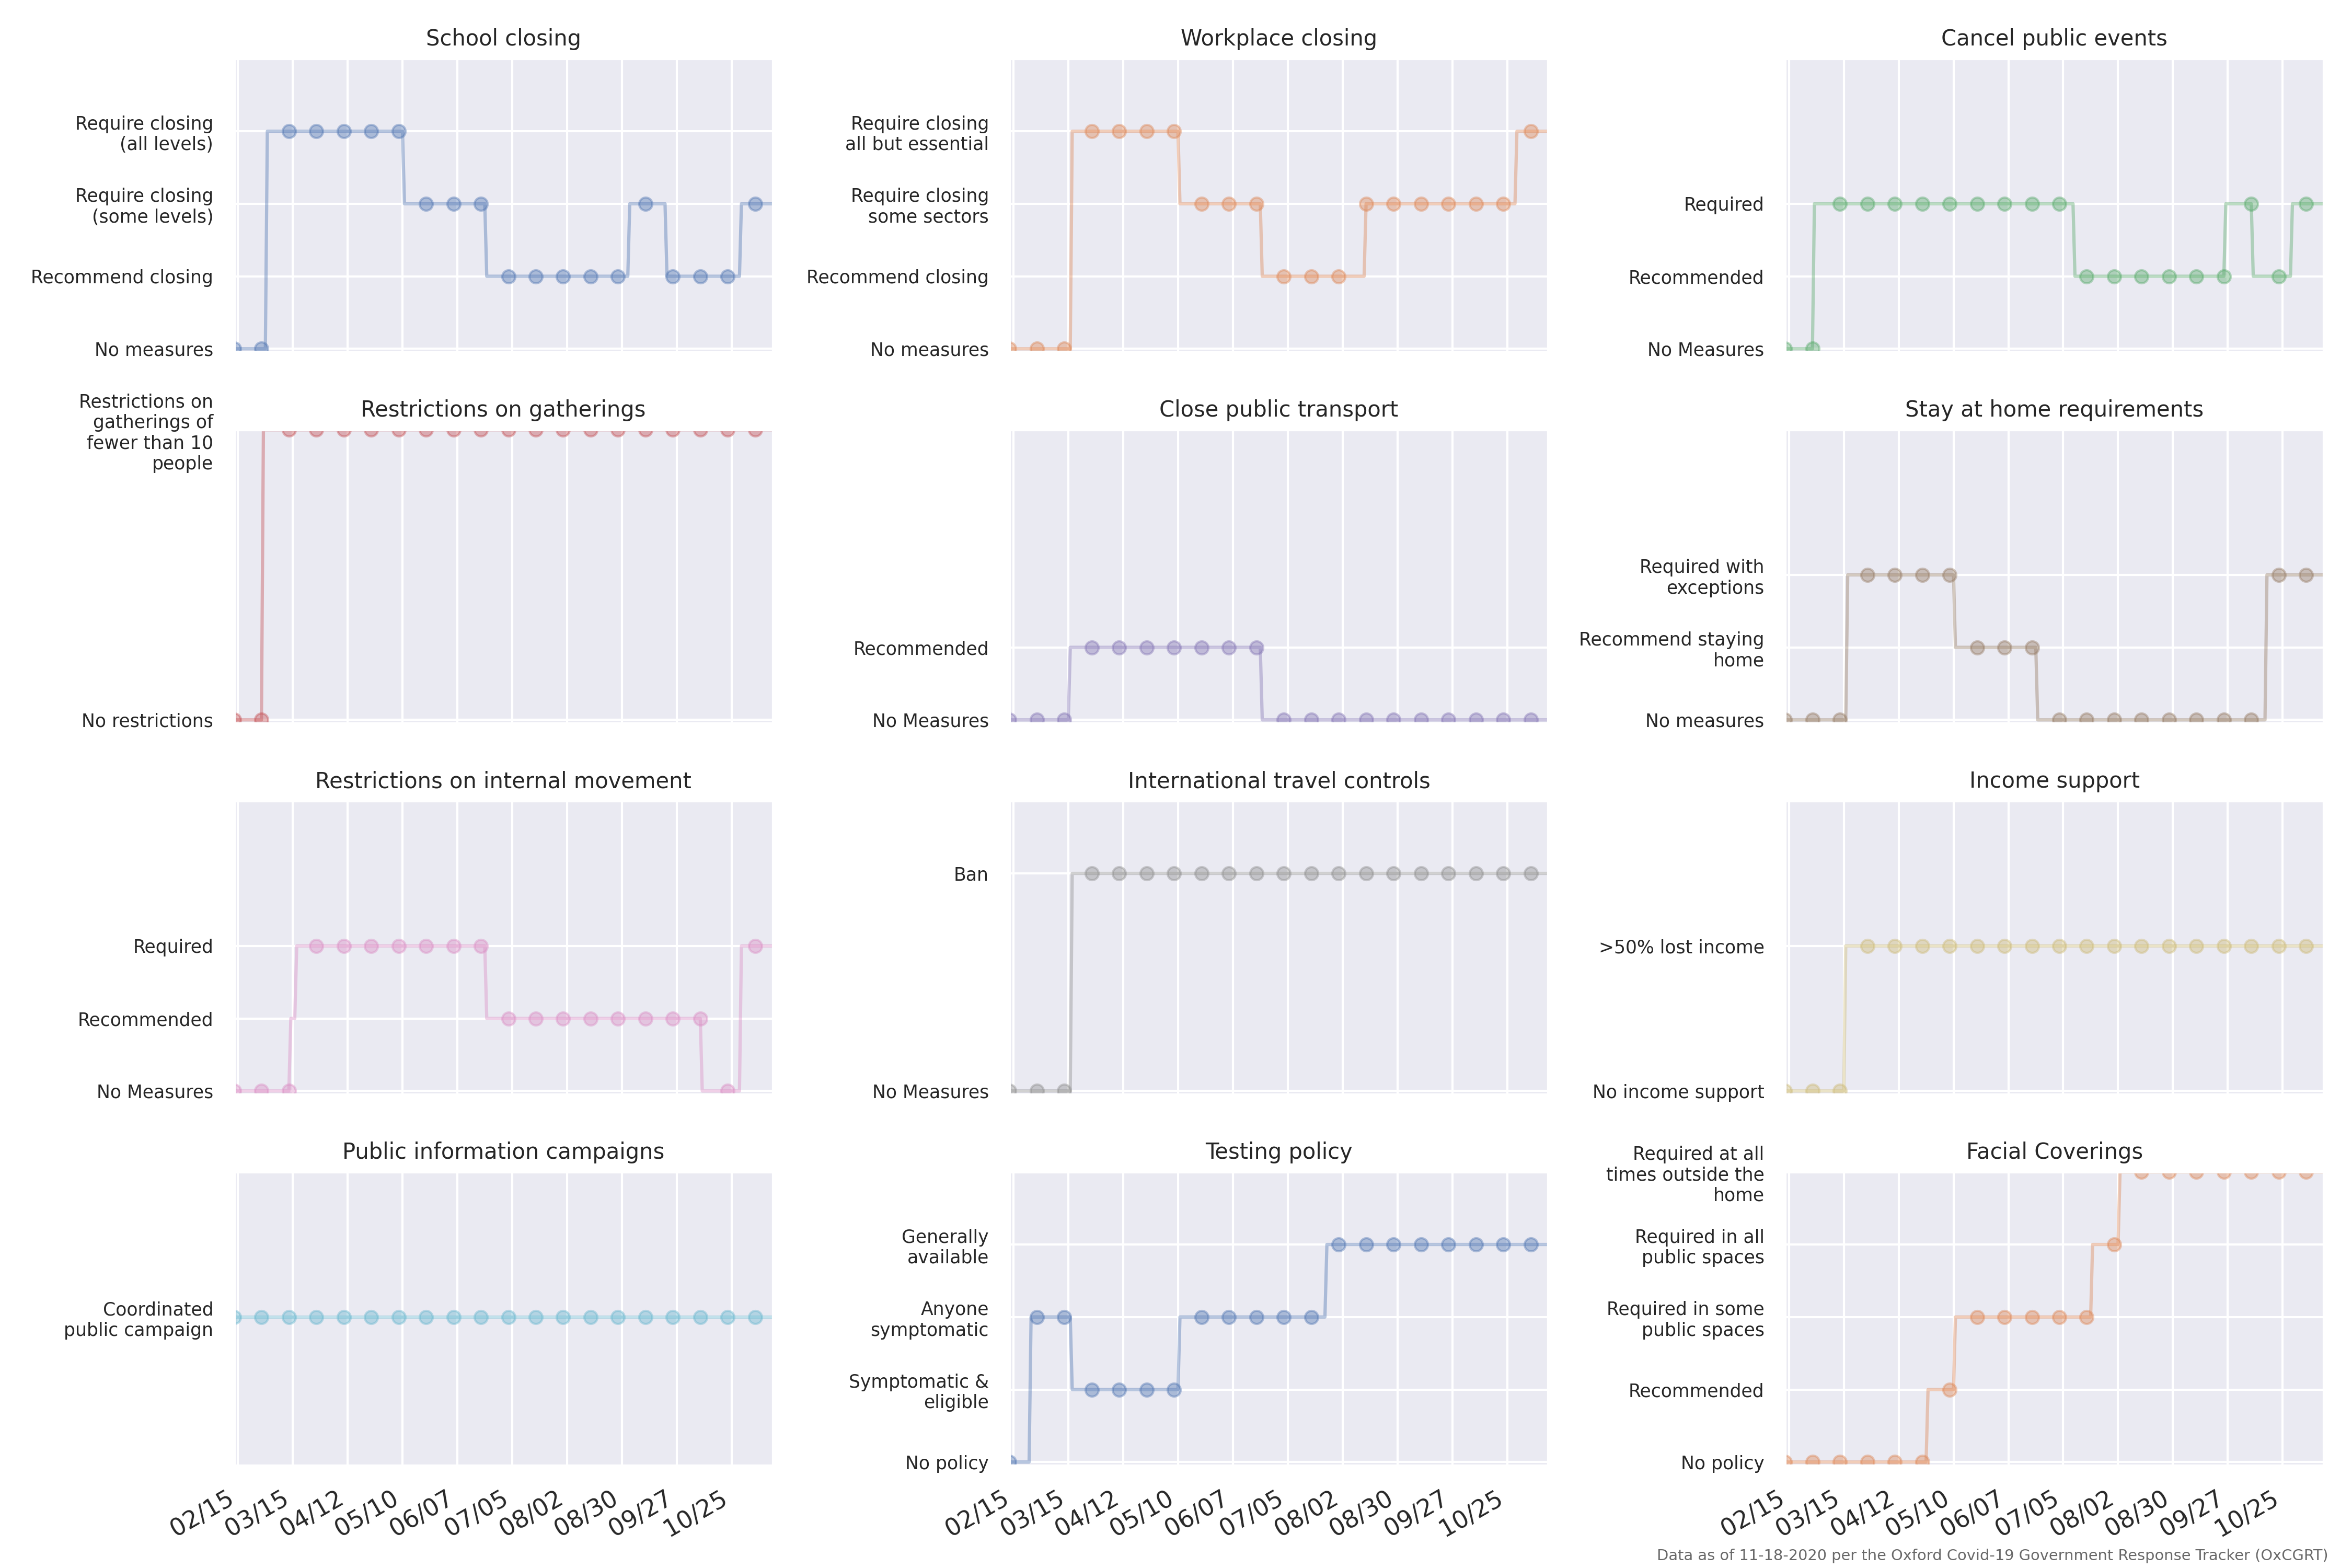 School closing
Require closing
(all levels)
Require closing
(some levels)
Recommend closing
No measures
Workplace closing
Require closing
all but essential
Require closing
some sectors
Recommend closing
No measures
Cancel public events
Required
Recommended
No Measures
Restrictions on gatherings
Restrictions on
gatherings of
fewer than 10
people
No restrictions
Close public transport
Recommended
No Measures
Stay at home requirements
Required with
exceptions
Recommend staying
home
No measures
Restrictions on internal movement
Required
Recommended
No Measures
International travel controls
Ban
No Measures
Income support
>50% lost income
No income support
Public information campaigns
Coordinated
public campaign
02/15 03/15 04/12 05/10 06/07 07/05 08/02 08/30 09/27 10/25
Testing policy
Generally
available
Anyone
symptomatic
Symptomatic &
eligible
No policy
02/15 03/15 04/12 05/10 06/07 07/05 08/02 08/30 09/27 10/25
Facial Coverings
Required at all
times outside the
home
Required in all
public spaces
Required in some
public spaces
Recommended
No policy
02/15 03/15 04/12 05/10 06/07 07/05 08/02 08/30 09/27 10/25
Data as of 11-18-2020 per the Oxford Covid-19 Government Response Tracker (OxCGRT)